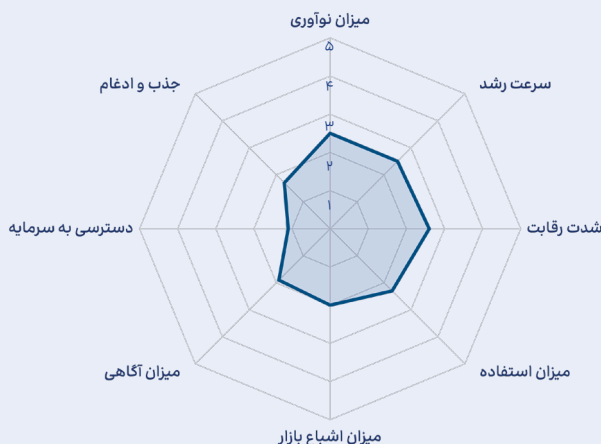 میزان نوآوری
۵
جذب و ادغام
سرعت رشد
۴
۳
۲
۱
دسترسی به سرمایه
شدت رقابت
میزان آگاهی
میزان استفاده
میزان اشباع بازار